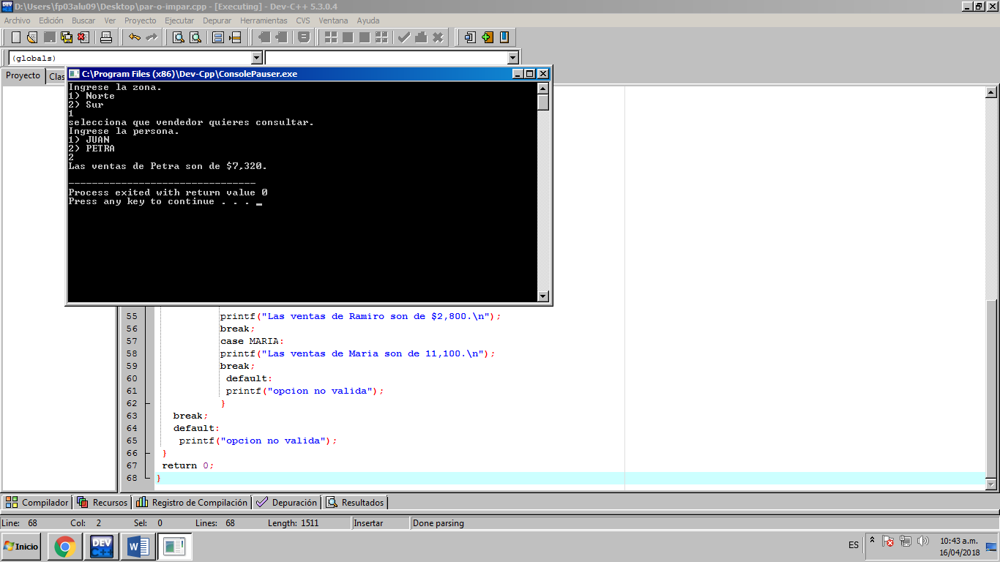 D:\Users\fp03alu09\Desktop\par-o-impar.cpp - [Executing] - Dev-C++ 5.3.0.4
Archivo Edición Buscar Ver Proyecto Ejecutar Depurar Herramientas CVS Ventana Ayuda
(globals)
Proyecto Clas
C:\Program Files (x86)\Dev-Cpp\ConsolePauser.exe
Ingrese la zona.
1) Norte
2) Sur
1
selecciona que vendedor quieres consultar.
Ingrese la persona.
1) JUAN
2) PETRA
2
Las ventas de Petra son de $7,320.
--------------------------------
Process exited with return value 0
Press any key to continue . . . _
55 printf("Las ventas de Ramiro son de $2,800.\n");
56 break;
57 case MARIA:
58 printf("Las ventas de Maria son de 11,100.\n");
59 break;
60 default:
61 printf("opcion no valida");
62 }
63 break;
64 default:
65 printf("opcion no valida");
66 }
67 return 0;
68 }
Compilador Recursos Registro de Compilación Depuración Resultados
Line: 68 Col: 2 Sel: 0 Lines: 68 Length: 1511 Insertar Done parsing
Inicio DEV C++ W ES 10:43 a.m.
16/04/2018